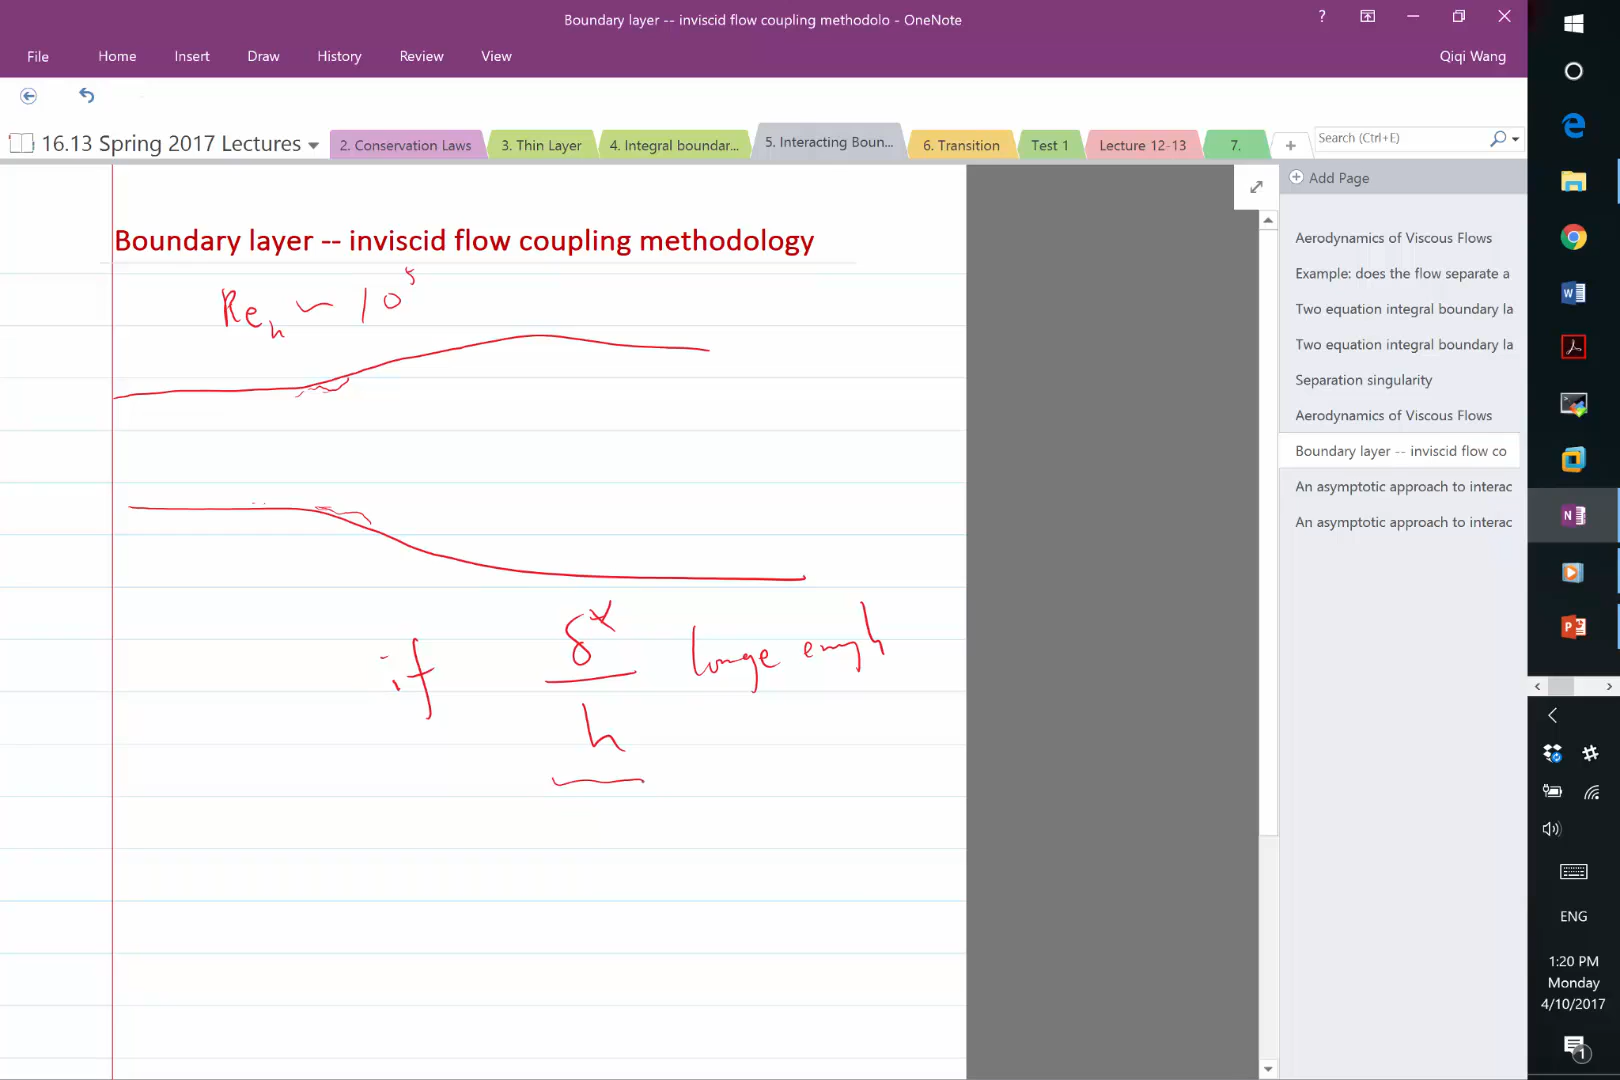 Boundary layer -- inviscid flow coupling methodolo - OneNote
?
File Home Insert Draw History Review View
Qiqi Wang
16.13 Spring 2017 Lectures
2. Conservation Laws
3. Thin Layer
4. Integral boundar...
5. Interacting Boun...
6. Transition
Test 1
Lecture 12-13
7.
Search (Ctrl+E)
Add Page
Boundary layer -- inviscid flow coupling methodology
Re_h ~ 10^5
if δ*/h large enough
Aerodynamics of Viscous Flows
Example: does the flow separate a
Two equation integral boundary la
Two equation integral boundary la
Separation singularity
Aerodynamics of Viscous Flows
Boundary layer -- inviscid flow co
An asymptotic approach to interac
An asymptotic approach to interac
ENG
1:20 PM
Monday
4/10/2017
1